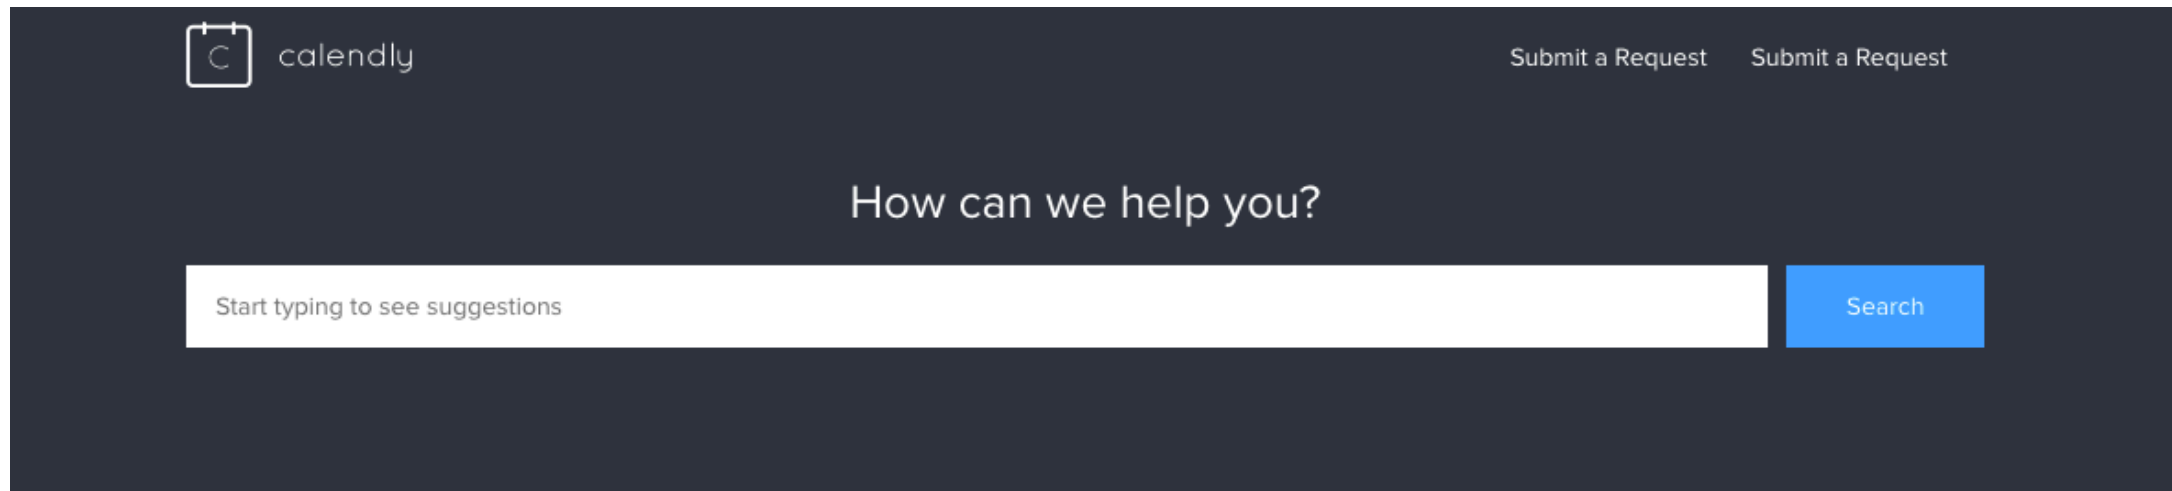 C calendly Submit a Request Submit a Request
How can we help you?
Start typing to see suggestions Search